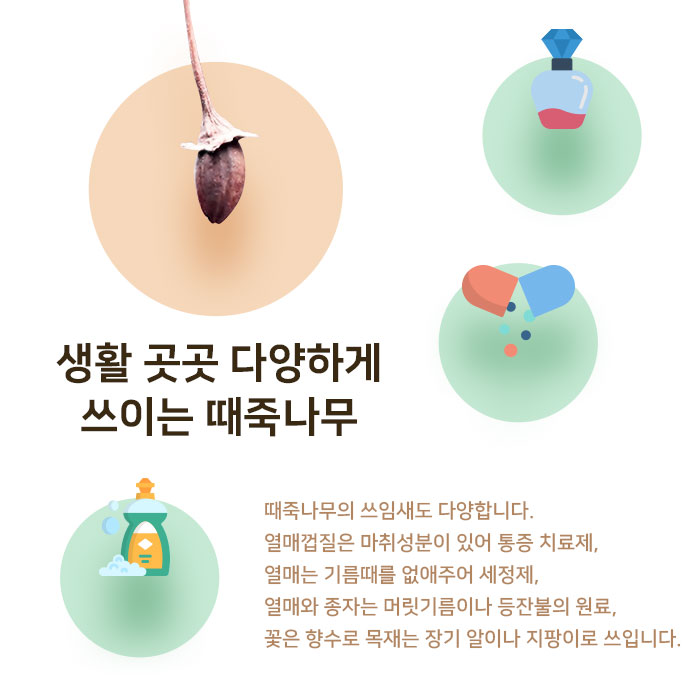 생활 곳곳 다양하게
쓰이는 때죽나무
때죽나무의 쓰임새도 다양합니다.
열매껍질은 마취성분이 있어 통증 치료제,
열매는 기름때를 없애주어 세정제,
열매와 종자는 머릿기름이나 등잔불의 원료,
꽃은 향수로 목재는 장기 알이나 지팡이로 쓰입니다.